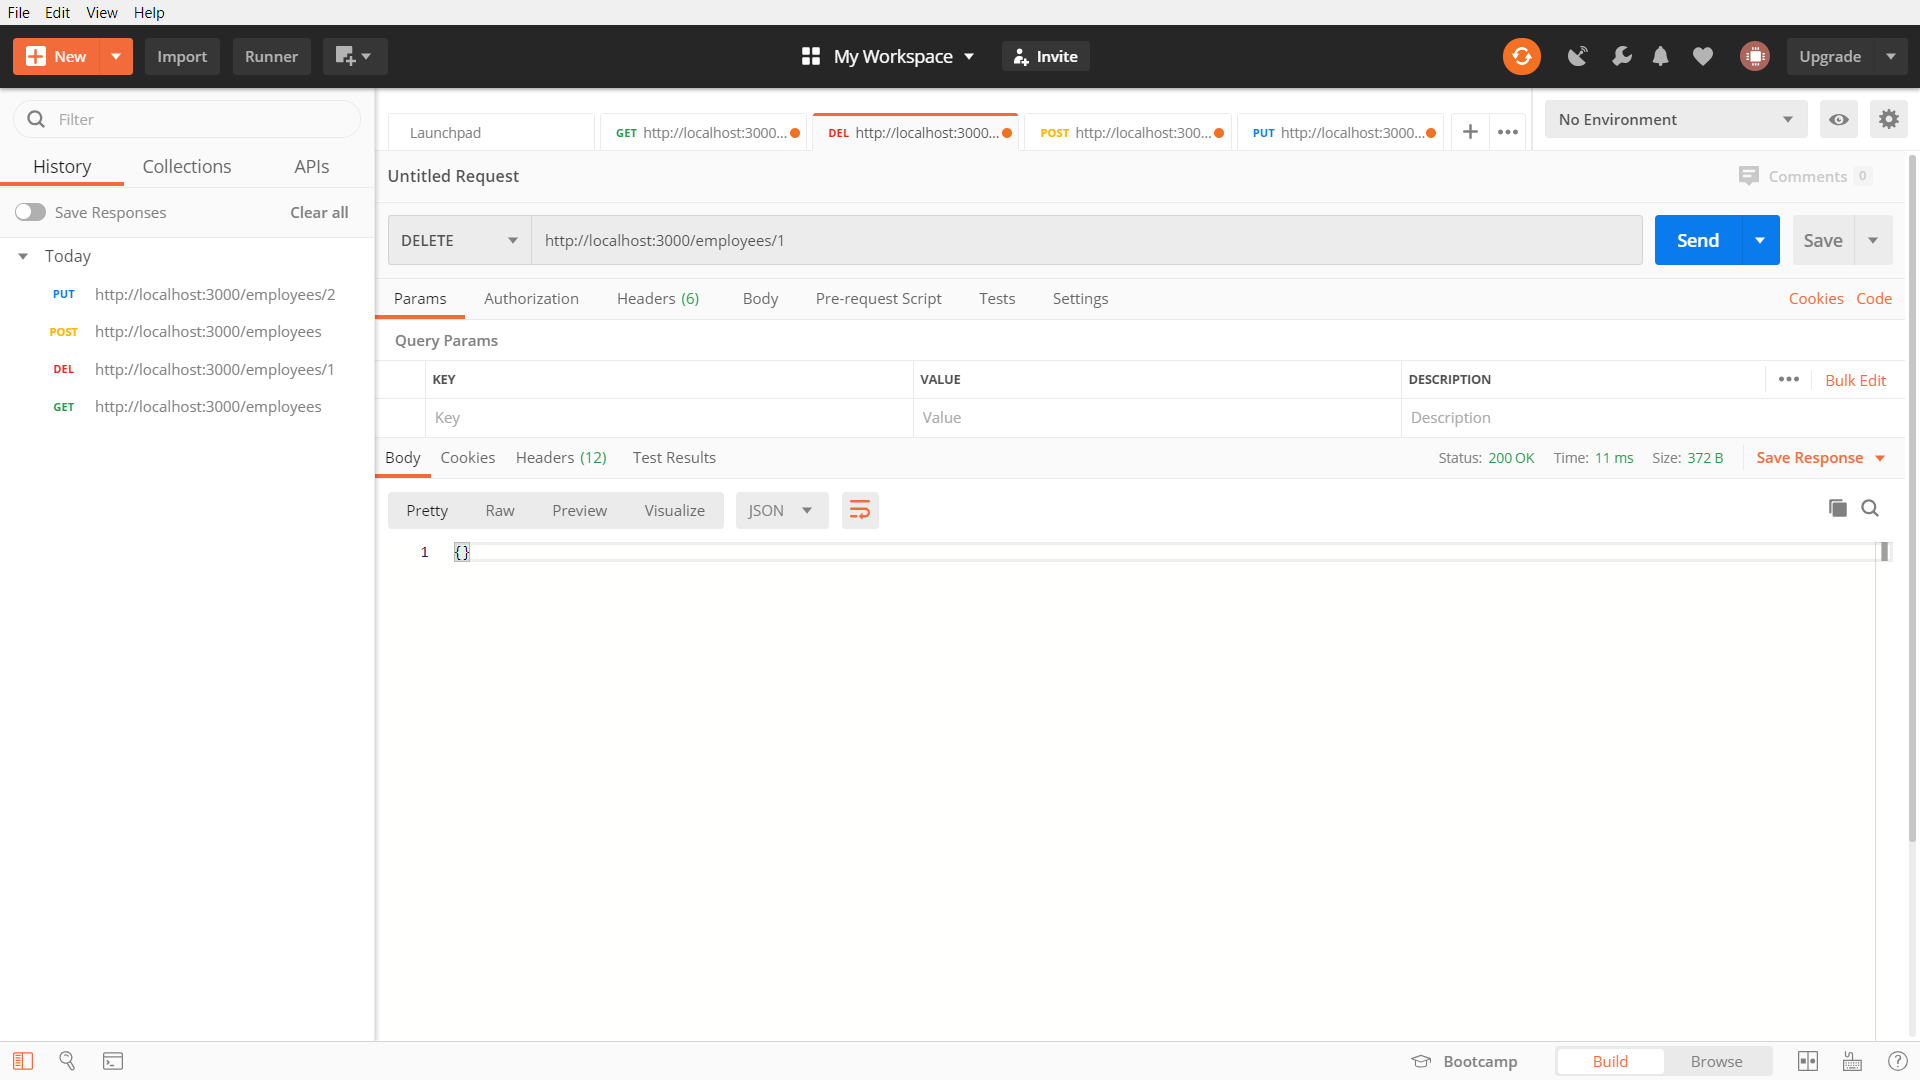 File Edit View Help
New Import Runner My Workspace Invite Upgrade
Filter
History Collections APIs
Save Responses Clear all
Today
PUT http://localhost:3000/employees/2
POST http://localhost:3000/employees
DEL http://localhost:3000/employees/1
GET http://localhost:3000/employees
Launchpad GET http://localhost:3000... DEL http://localhost:3000... POST http://localhost:300... PUT http://localhost:3000... No Environment
Untitled Request Comments 0
DELETE http://localhost:3000/employees/1 Send Save
Params Authorization Headers (6) Body Pre-request Script Tests Settings Cookies Code
Query Params
KEY VALUE DESCRIPTION Bulk Edit
Key Value Description
Body Cookies Headers (12) Test Results Status: 200 OK Time: 11 ms Size: 372 B Save Response
Pretty Raw Preview Visualize JSON
1 {}
Bootcamp Build Browse